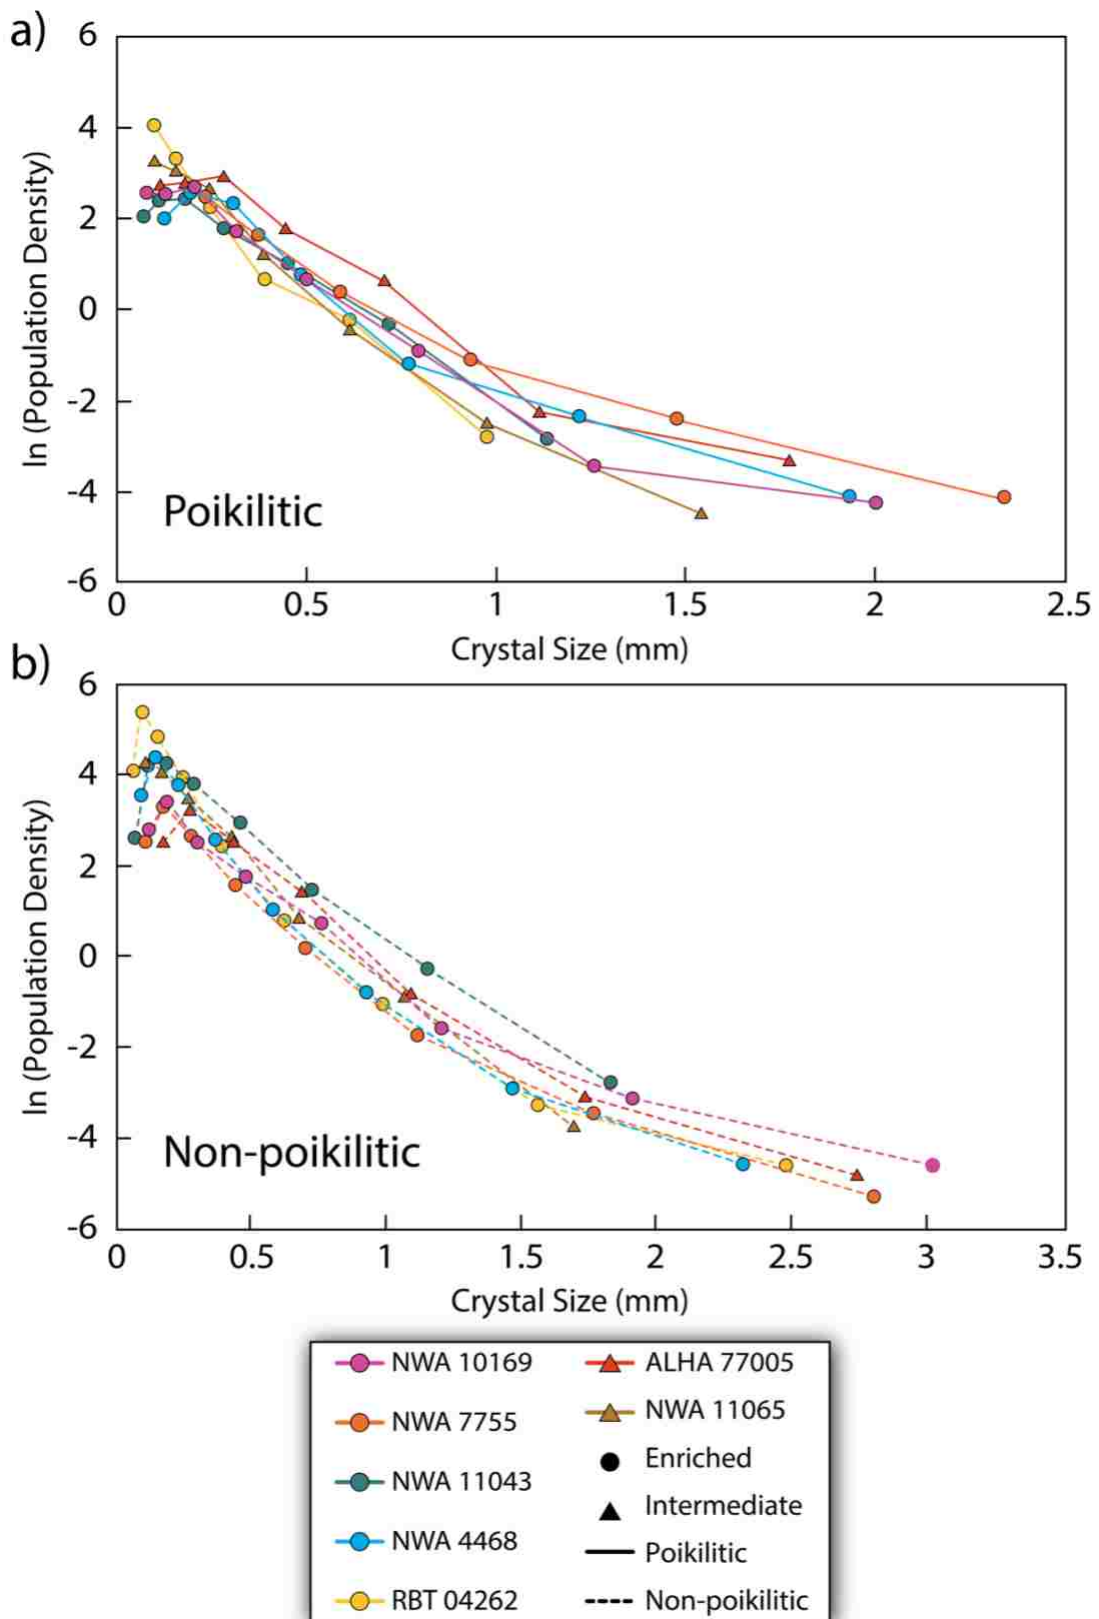 a)
6
4
2
0
-2
-4
-6
ln (Population Density)
Poikilitic
0 0.5 1 1.5 2 2.5
Crystal Size (mm)
b)
6
4
2
0
-2
-4
-6
ln (Population Density)
Non-poikilitic
0 0.5 1 1.5 2 2.5 3 3.5
Crystal Size (mm)
NWA 10169 ALHA 77005
NWA 7755 NWA 11065
NWA 11043 Enriched
NWA 4468 Intermediate
Poikilitic
RBT 04262 Non-poikilitic